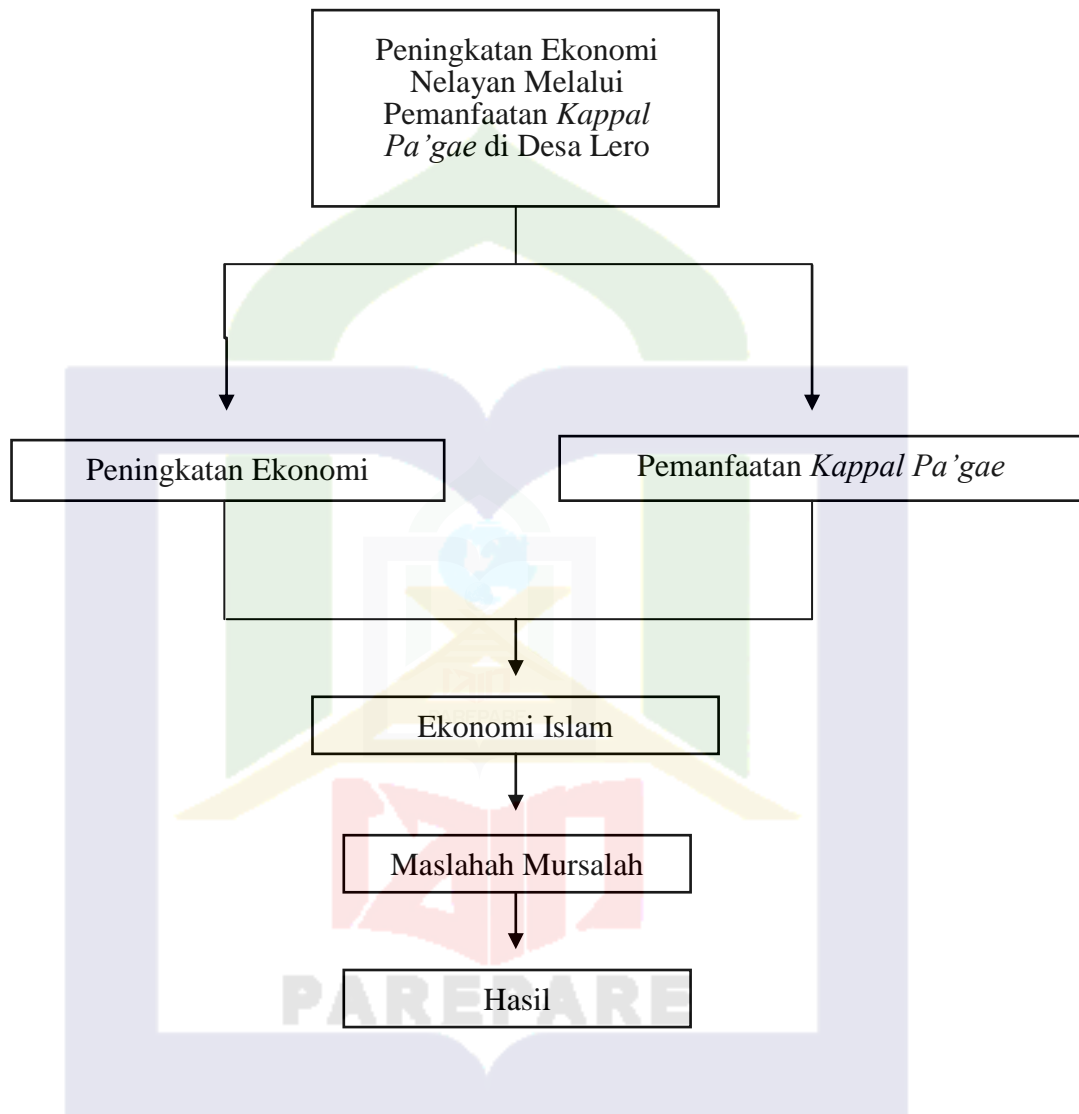 Peningkatan Ekonomi
Nelayan Melalui
Pemanfaatan Kappal
Pa’gae di Desa Lero
Peningkatan Ekonomi
Pemanfaatan Kappal Pa’gae
Ekonomi Islam
Maslahah Mursalah
Hasil
PAREPARE